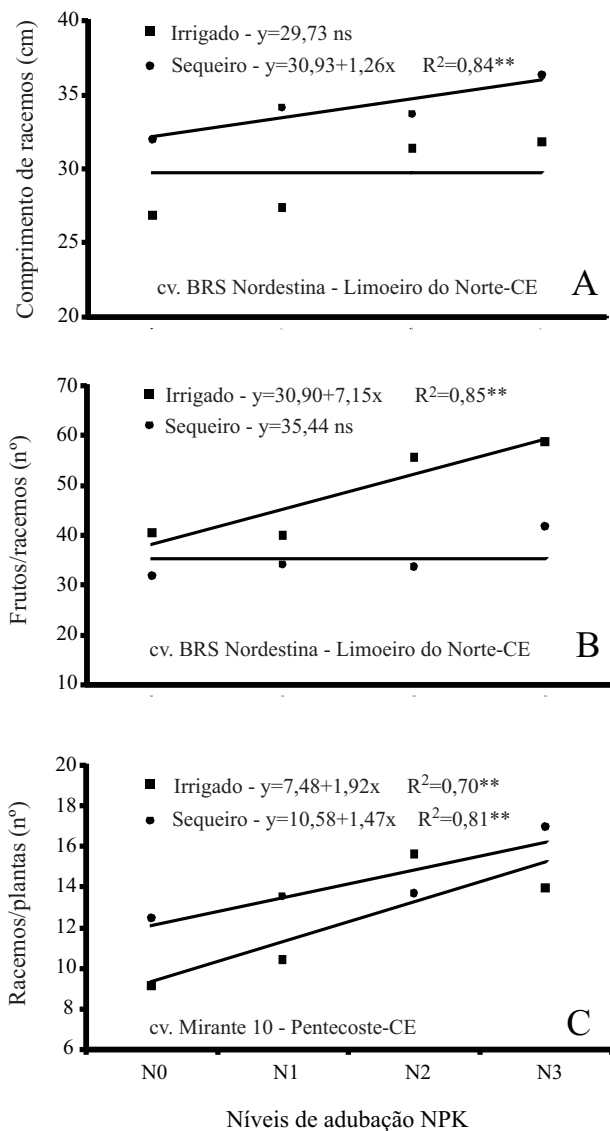 40
35
30
25
20
Comprimento de racemos (cm)
Irrigado - y=29,73 ns
Sequeiro - y=30,93+1,26x R²=0,84**
cv. BRS Nordestina - Limoeiro do Norte-CE
A
70
60
50
40
30
20
10
Frutos/racemos (nº)
Irrigado - y=30,90+7,15x R²=0,85**
Sequeiro - y=35,44 ns
cv. BRS Nordestina - Limoeiro do Norte-CE
B
20
18
16
14
12
10
8
6
Racemos/plantas (nº)
Irrigado - y=7,48+1,92x R²=0,70**
Sequeiro - y=10,58+1,47x R²=0,81**
cv. Mirante 10 - Pentecoste-CE
C
N0 N1 N2 N3
Níveis de adubação NPK